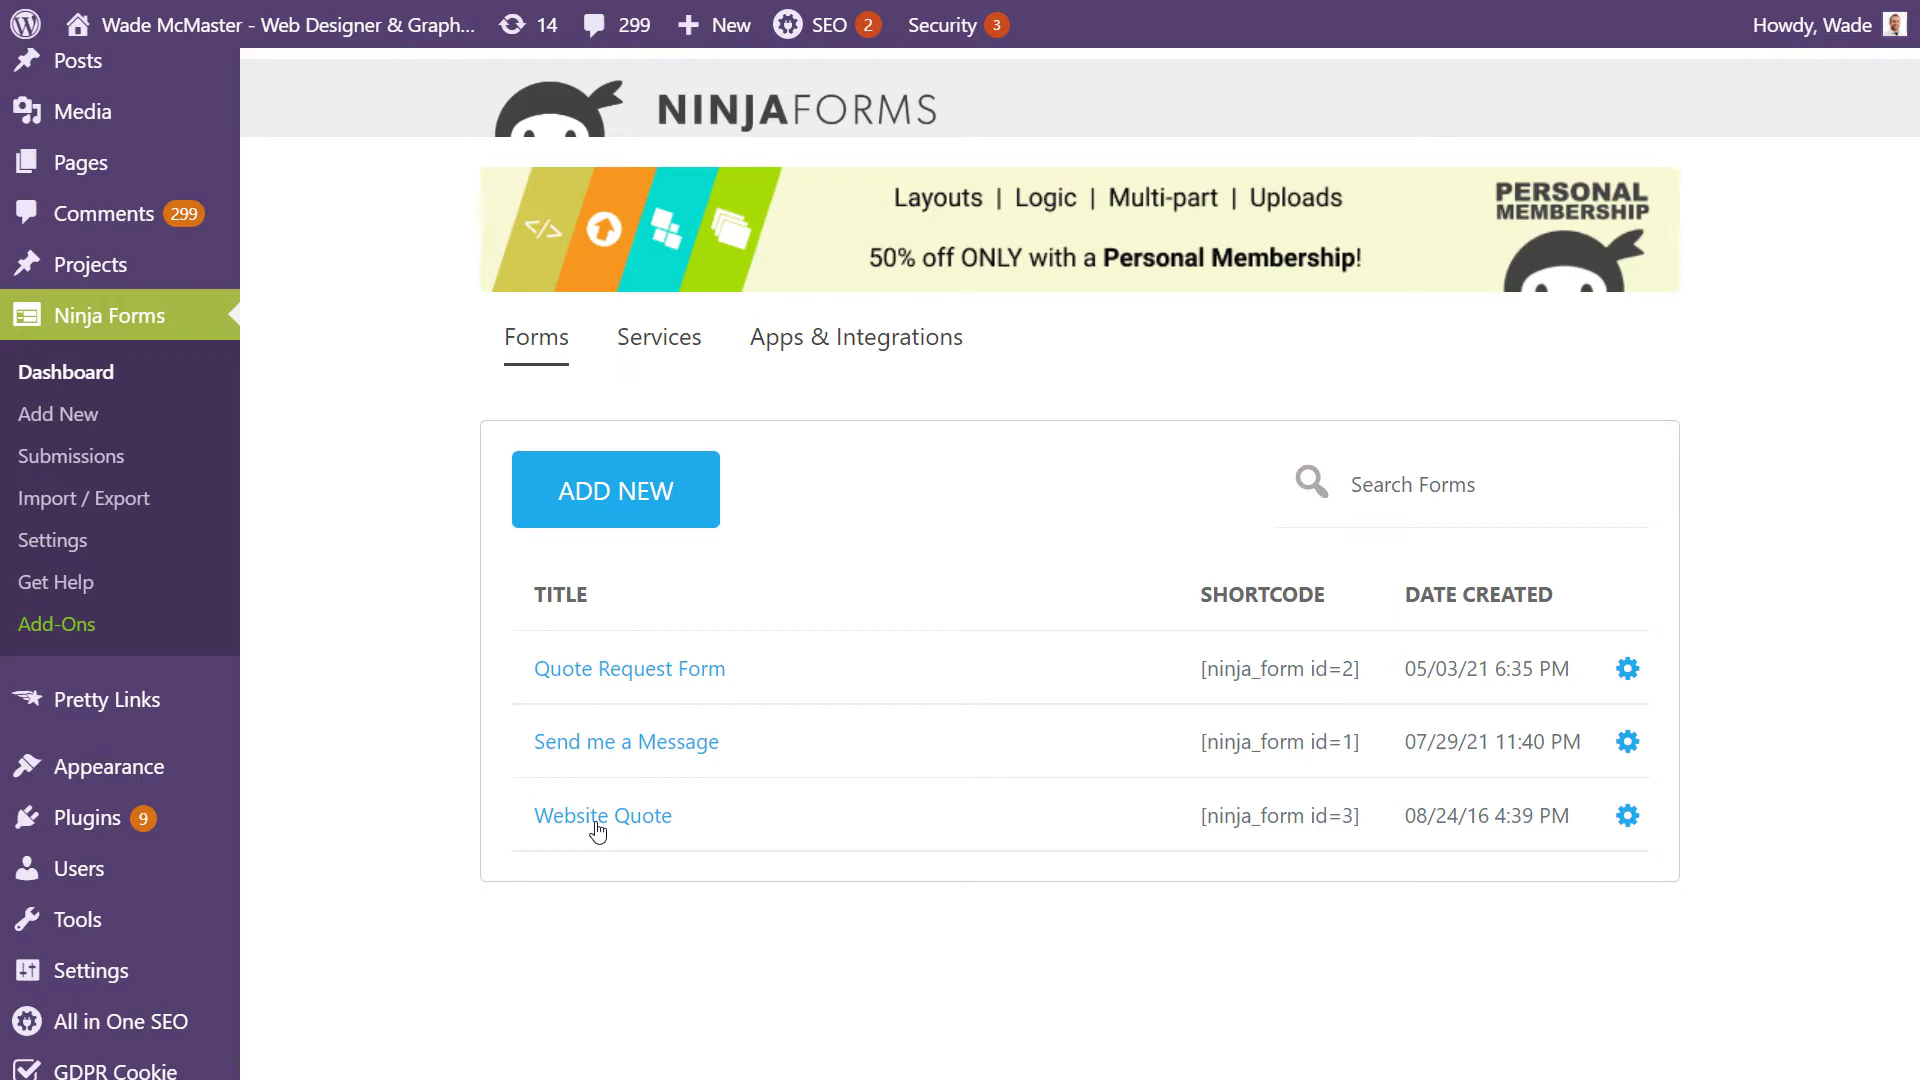 Wade McMaster - Web Designer & Graph... 14 299 New SEO 2 Security 3 Howdy, Wade
Posts
Media
Pages
Comments 299
Projects
Ninja Forms
Dashboard
Add New
Submissions
Import / Export
Settings
Get Help
Add-Ons
Pretty Links
Appearance
Plugins 9
Users
Tools
Settings
All in One SEO
GDPR Cookie
NINJAFORMS
Layouts | Logic | Multi-part | Uploads
50% off ONLY with a Personal Membership!
PERSONAL
MEMBERSHIP
Forms Services Apps & Integrations
ADD NEW
Search Forms
TITLE SHORTCODE DATE CREATED
Quote Request Form [ninja_form id=2] 05/03/21 6:35 PM
Send me a Message [ninja_form id=1] 07/29/21 11:40 PM
Website Quote [ninja_form id=3] 08/24/16 4:39 PM